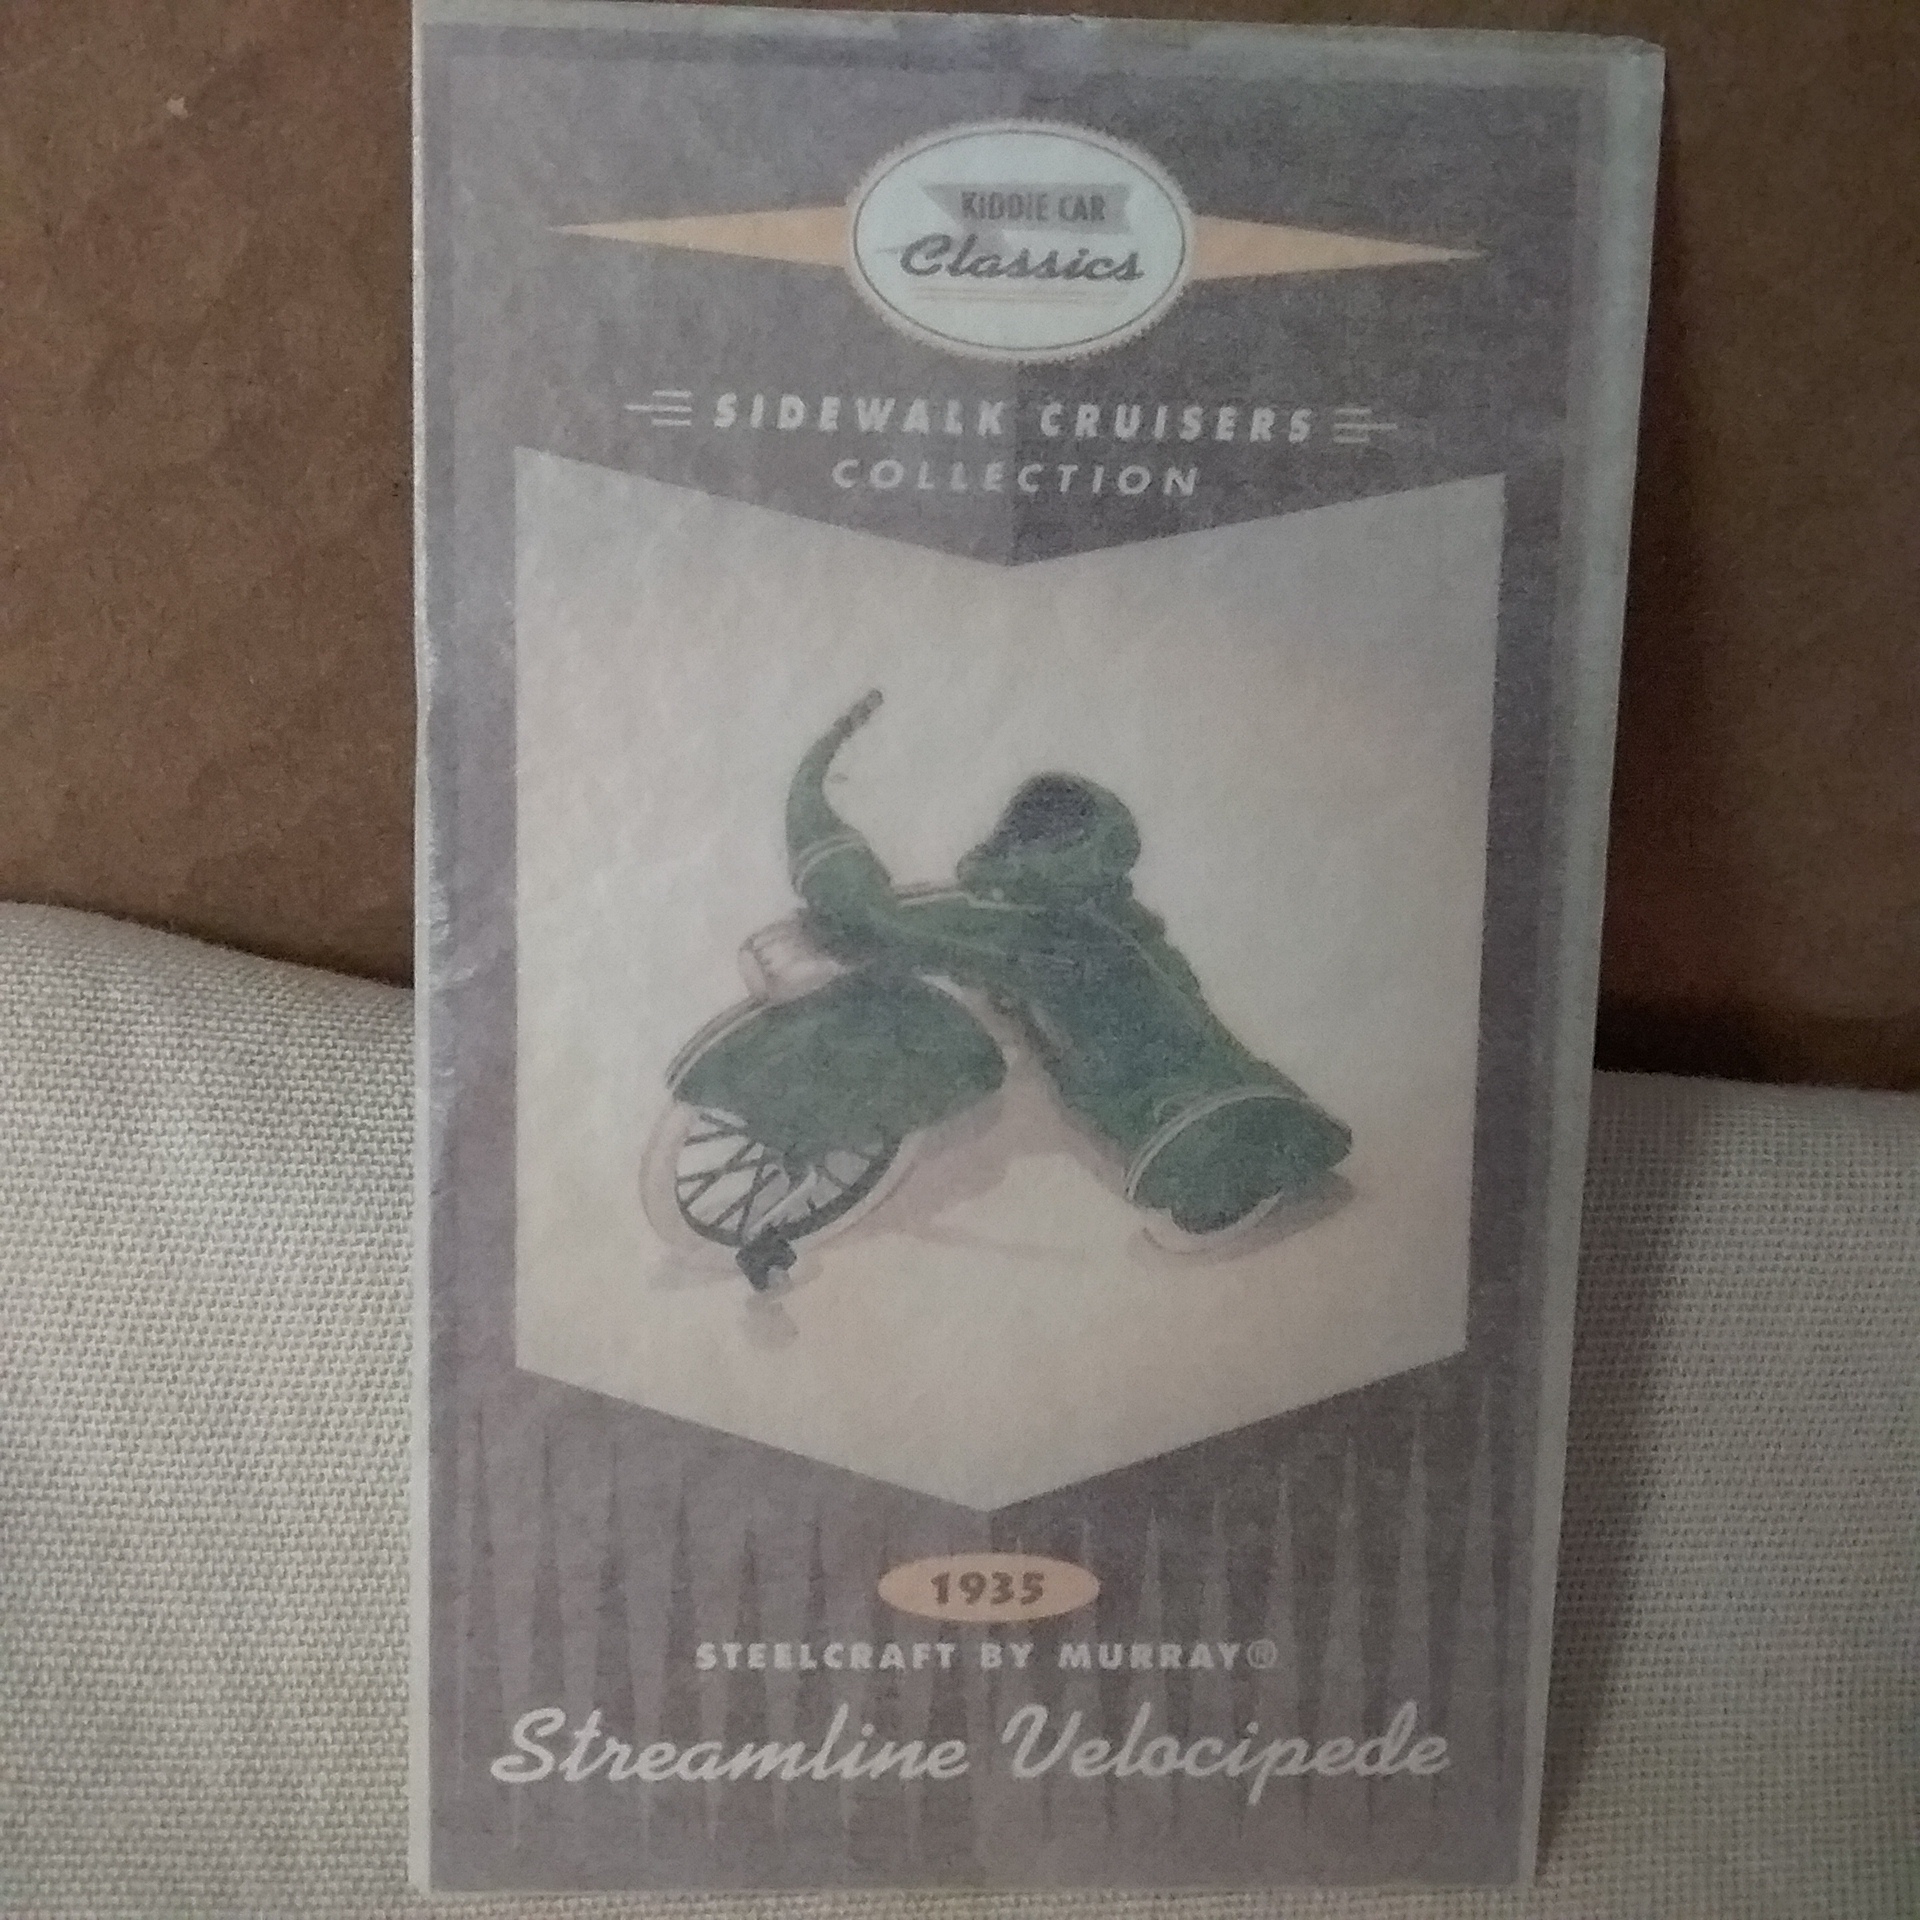 KIDDIE CAR
Classics
SIDEWALK CRUISERS
COLLECTION
1935
STEELCRAFT BY MURRAY®
Streamline Velocipede